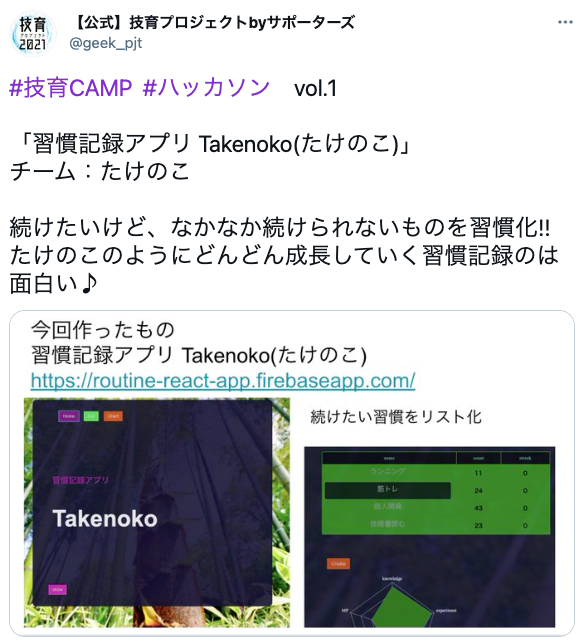 技育
プロジェクト
2021
【公式】技育プロジェクトbyサポーターズ
@geek_pjt
#技育CAMP #ハッカソン vol.1
「習慣記録アプリ Takenoko(たけのこ)」
チーム：たけのこ
続けたいけど、なかなか続けられないものを習慣化!!
たけのこのようにどんどん成長していく習慣記録のは
面白い♪
今回作ったもの
習慣記録アプリ Takenoko(たけのこ)
https://routine-react-app.firebaseapp.com/
Home
習慣記録アプリ
Takenoko
続けたい習慣をリスト化
ランニング 11 0
筋トレ 24 0
個人開発 43 0
技術書読む 23 0
Create
knowledge
experiment